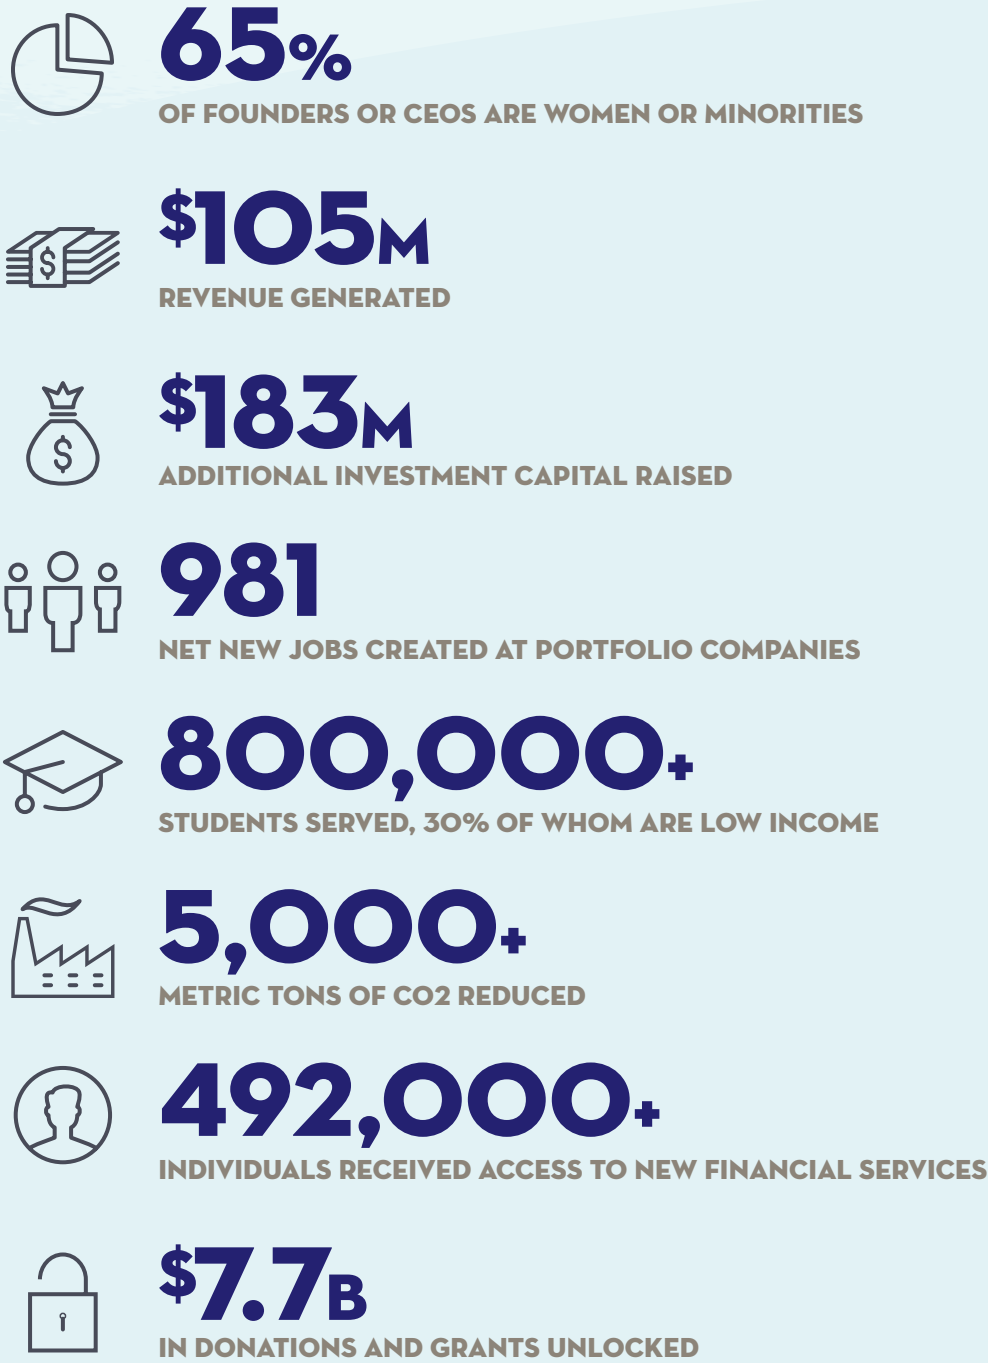 65%
OF FOUNDERS OR CEOS ARE WOMEN OR MINORITIES
$105M
$
REVENUE GENERATED
$183M
$
ADDITIONAL INVESTMENT CAPITAL RAISED
981
NET NEW JOBS CREATED AT PORTFOLIO COMPANIES
800,000+
STUDENTS SERVED, 30% OF WHOM ARE LOW INCOME
5,000+
METRIC TONS OF CO2 REDUCED
492,000+
INDIVIDUALS RECEIVED ACCESS TO NEW FINANCIAL SERVICES
$7.7B
IN DONATIONS AND GRANTS UNLOCKED